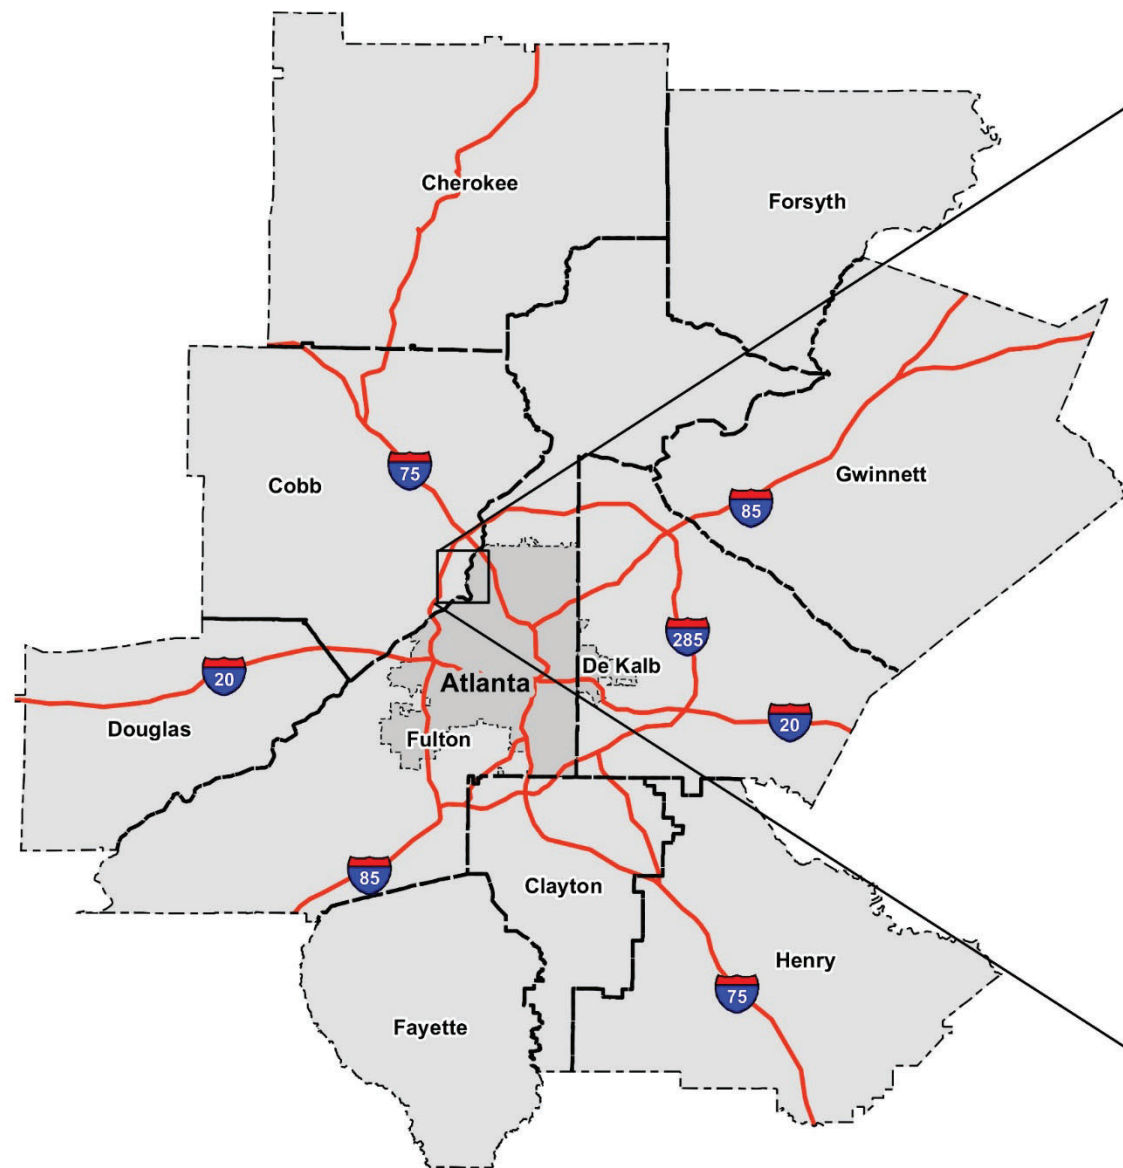 Cherokee
Forsyth
75
Cobb
Gwinnett
85
285
De Kalb
20
Atlanta
20
Douglas
Fulton
85
Clayton
Henry
75
Fayette